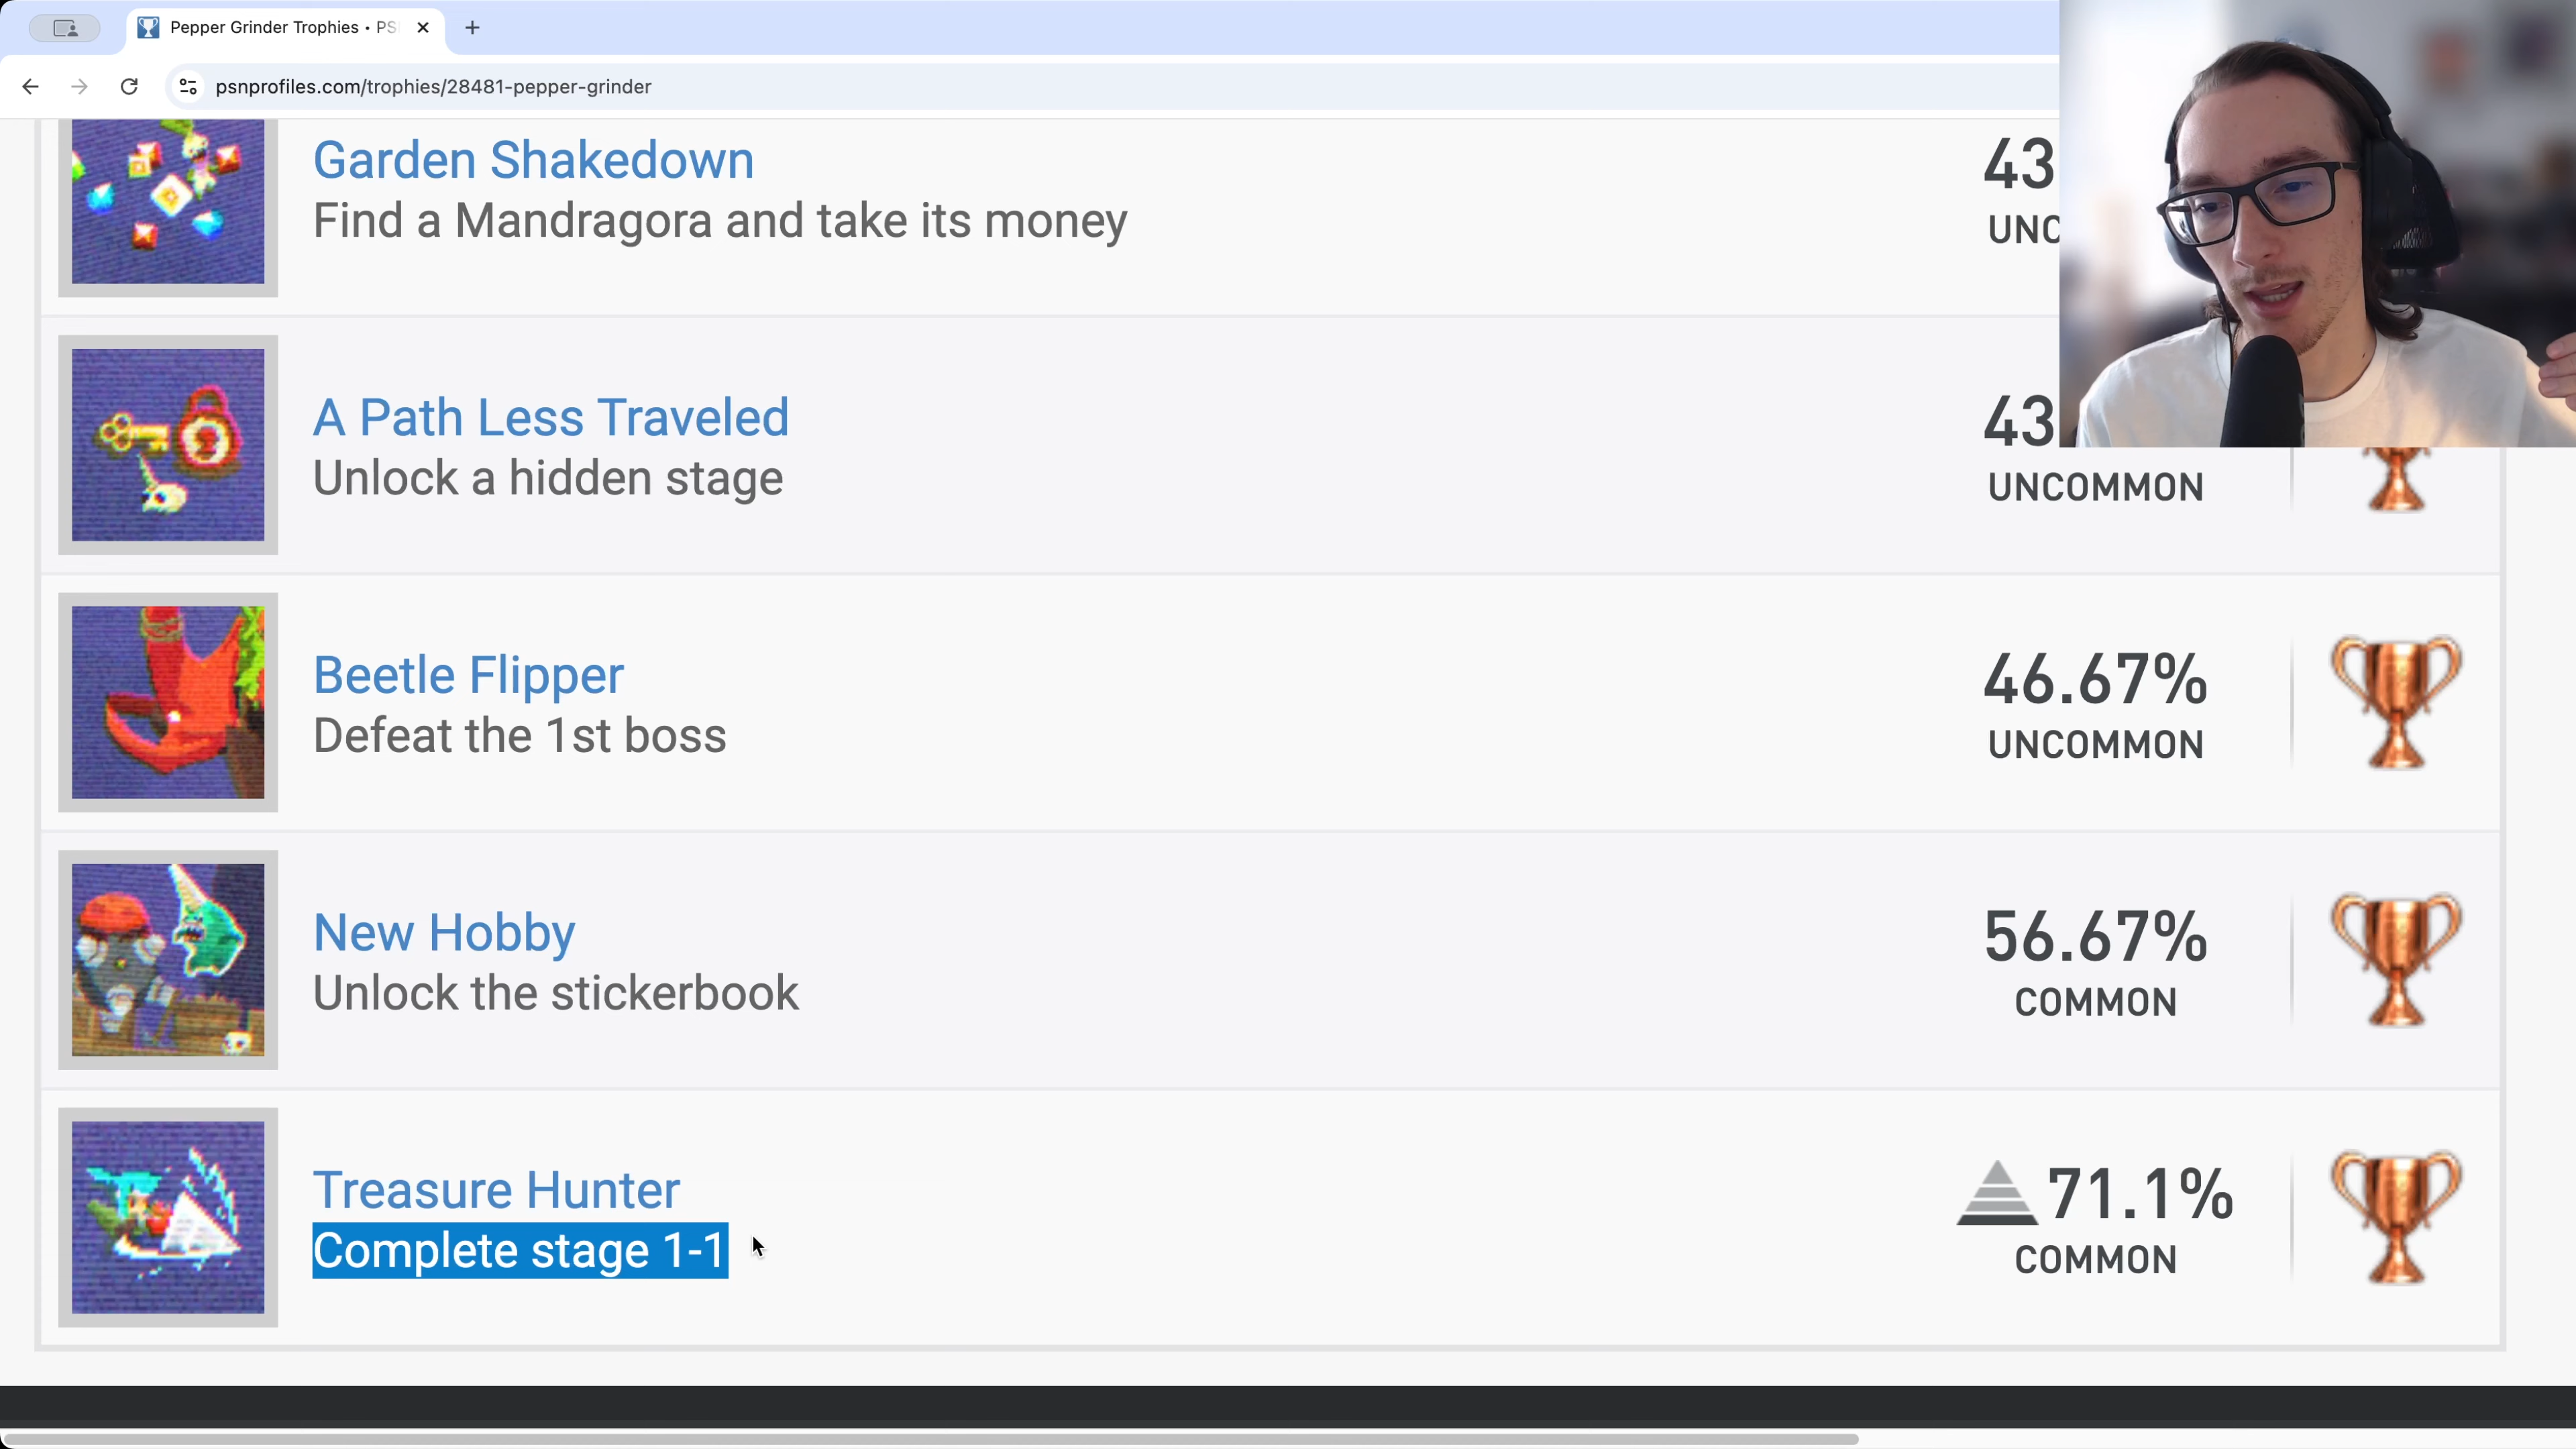 Pepper Grinder Trophies • PS
psnprofiles.com/trophies/28481-pepper-grinder
Garden Shakedown
Find a Mandragora and take its money
43
UNC
A Path Less Traveled
Unlock a hidden stage
43
UNCOMMON
Beetle Flipper
Defeat the 1st boss
46.67%
UNCOMMON
New Hobby
Unlock the stickerbook
56.67%
COMMON
Treasure Hunter
Complete stage 1-1
71.1%
COMMON